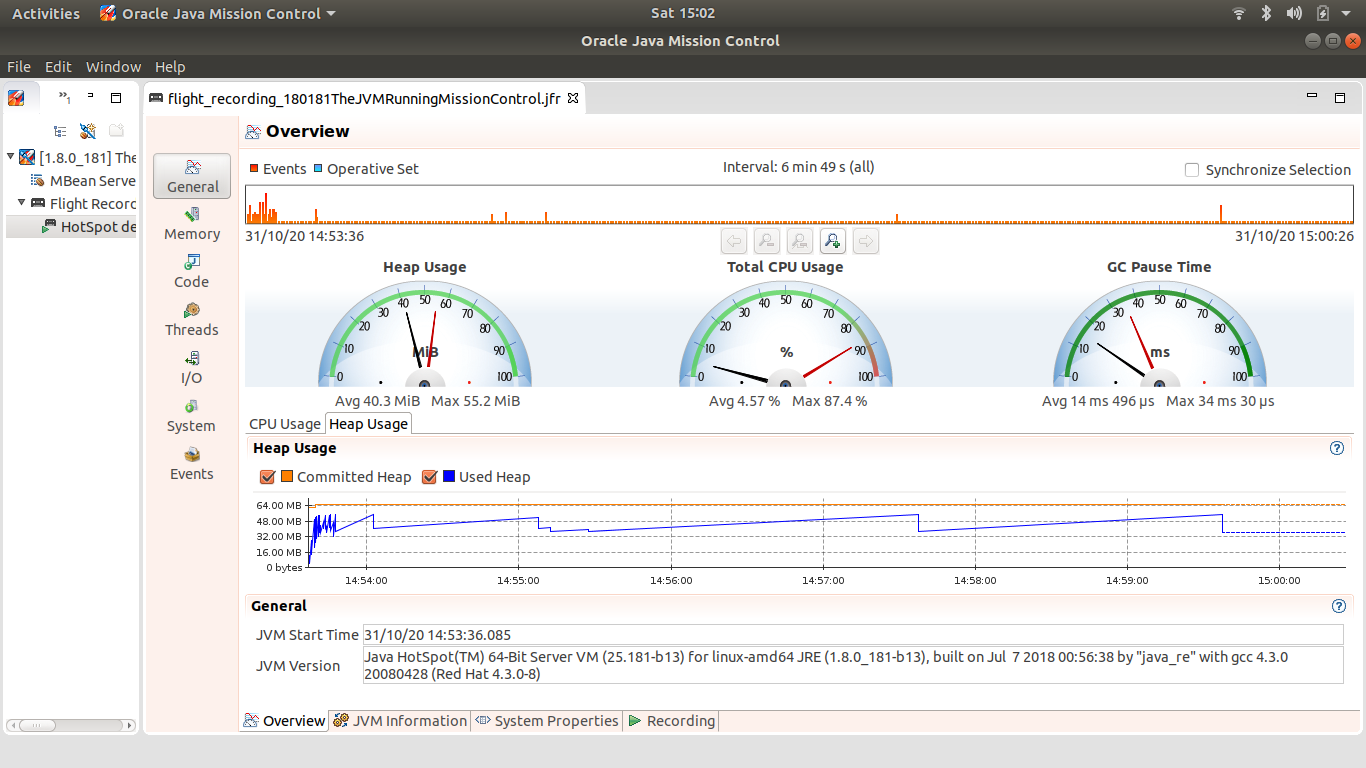 Activities Oracle Java Mission Control Sat 15:02
Oracle Java Mission Control
File Edit Window Help
»1
flight_recording_180181TheJVMRunningMissionControl.jfr
[1.8.0_181] The
MBean Serve
Flight Recorc
HotSpot de
General
Memory
Code
Threads
I/O
System
Events
Overview
Events Operative Set Interval: 6 min 49 s (all) Synchronize Selection
31/10/20 14:53:36 31/10/20 15:00:26
Heap Usage
0 10 20 30 40 50 60 70 80 90 100
MiB
Avg 40.3 MiB Max 55.2 MiB
Total CPU Usage
0 10 20 30 40 50 60 70 80 90 100
%
Avg 4.57 % Max 87.4 %
GC Pause Time
0 10 20 30 40 50 60 70 80 90 100
ms
Avg 14 ms 496 µs Max 34 ms 30 µs
CPU Usage Heap Usage
Heap Usage
Committed Heap Used Heap
64.00 MB
48.00 MB
32.00 MB
16.00 MB
0 bytes
14:54:00 14:55:00 14:56:00 14:57:00 14:58:00 14:59:00 15:00:00
General
JVM Start Time 31/10/20 14:53:36.085
JVM Version Java HotSpot(TM) 64-Bit Server VM (25.181-b13) for linux-amd64 JRE (1.8.0_181-b13), built on Jul 7 2018 00:56:38 by "java_re" with gcc 4.3.0
20080428 (Red Hat 4.3.0-8)
Overview JVM Information System Properties Recording